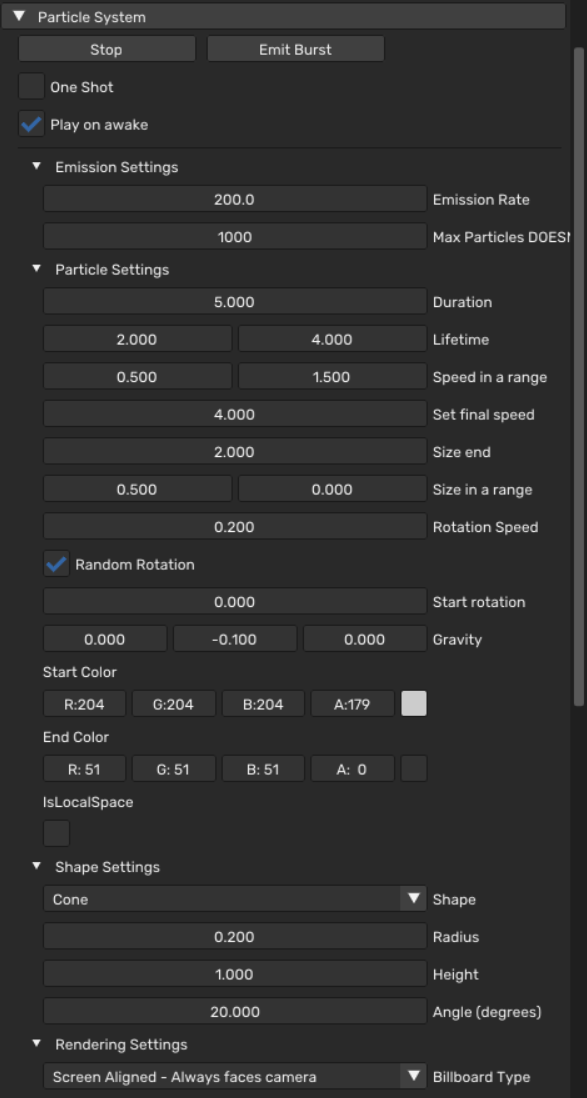 Particle System
Stop Emit Burst
One Shot
Play on awake
Emission Settings
200.0 Emission Rate
1000 Max Particles DOES
Particle Settings
5.000 Duration
2.000 4.000 Lifetime
0.500 1.500 Speed in a range
4.000 Set final speed
2.000 Size end
0.500 0.000 Size in a range
0.200 Rotation Speed
Random Rotation
0.000 Start rotation
0.000 -0.100 0.000 Gravity
Start Color
R:204 G:204 B:204 A:179
End Color
R: 51 G: 51 B: 51 A: 0
IsLocalSpace
Shape Settings
Cone Shape
0.200 Radius
1.000 Height
20.000 Angle (degrees)
Rendering Settings
Screen Aligned - Always faces camera Billboard Type